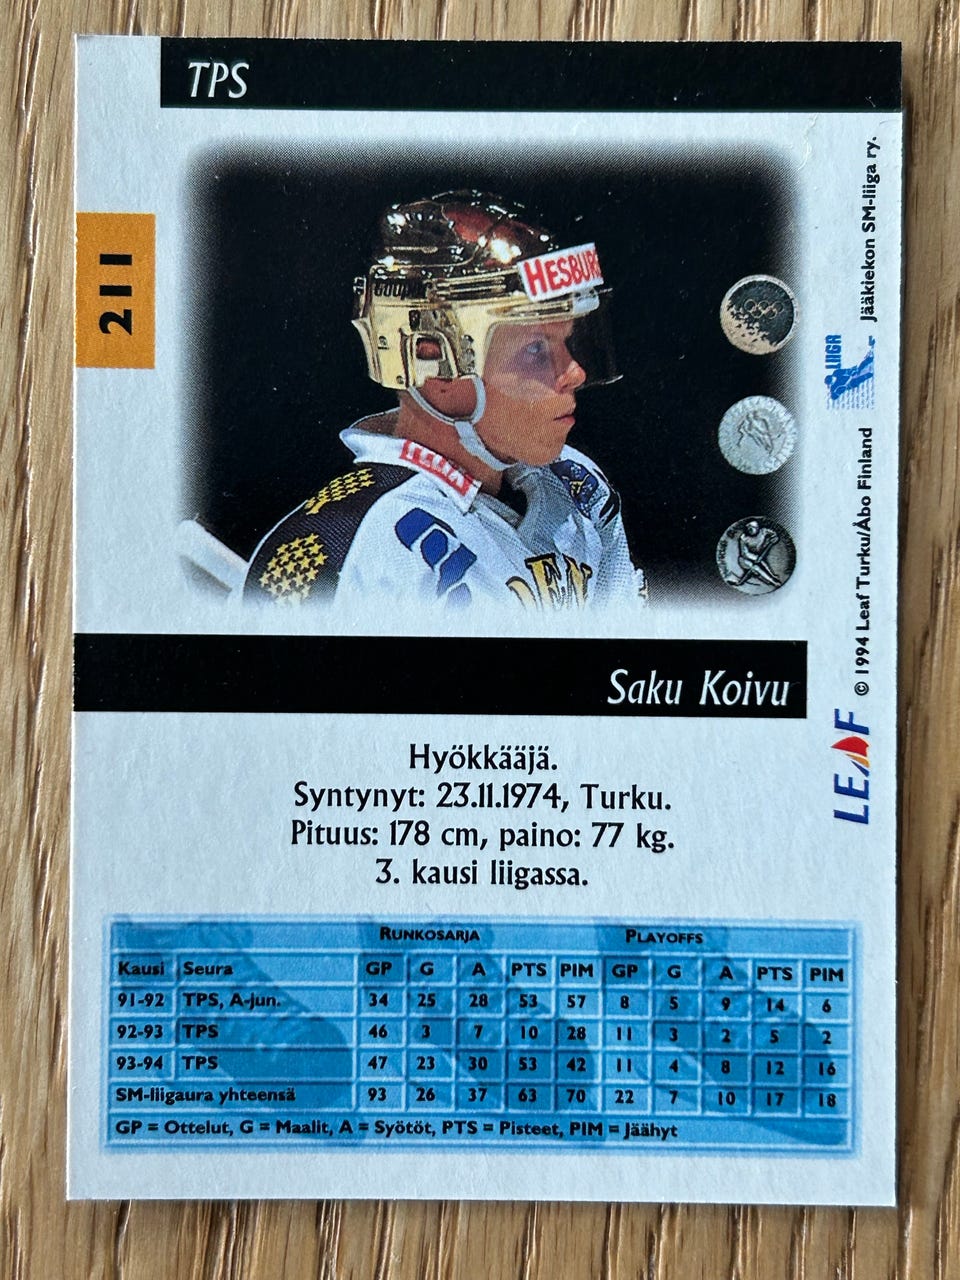 TPS
211
HESBURG
Jääkiekon SM-liiga ry.
LIIGA
© 1994 Leaf Turku/Åbo Finland
LEAF
Saku Koivu
Hyökkääjä.
Syntynyt: 23.11.1974, Turku.
Pituus: 178 cm, paino: 77 kg.
3. kausi liigassa.
RUNKOSARJA PLAYOFFS
Kausi Seura GP G A PTS PIM GP G A PTS PIM
91-92 TPS, A-jun. 34 25 28 53 57 8 5 9 14 6
92-93 TPS 46 3 7 10 28 11 3 2 5 2
93-94 TPS 47 23 30 53 42 11 4 8 12 16
SM-liigaura yhteensä 93 26 37 63 70 22 7 10 17 18
GP = Ottelut, G = Maalit, A = Syötöt, PTS = Pisteet, PIM = Jäähyt